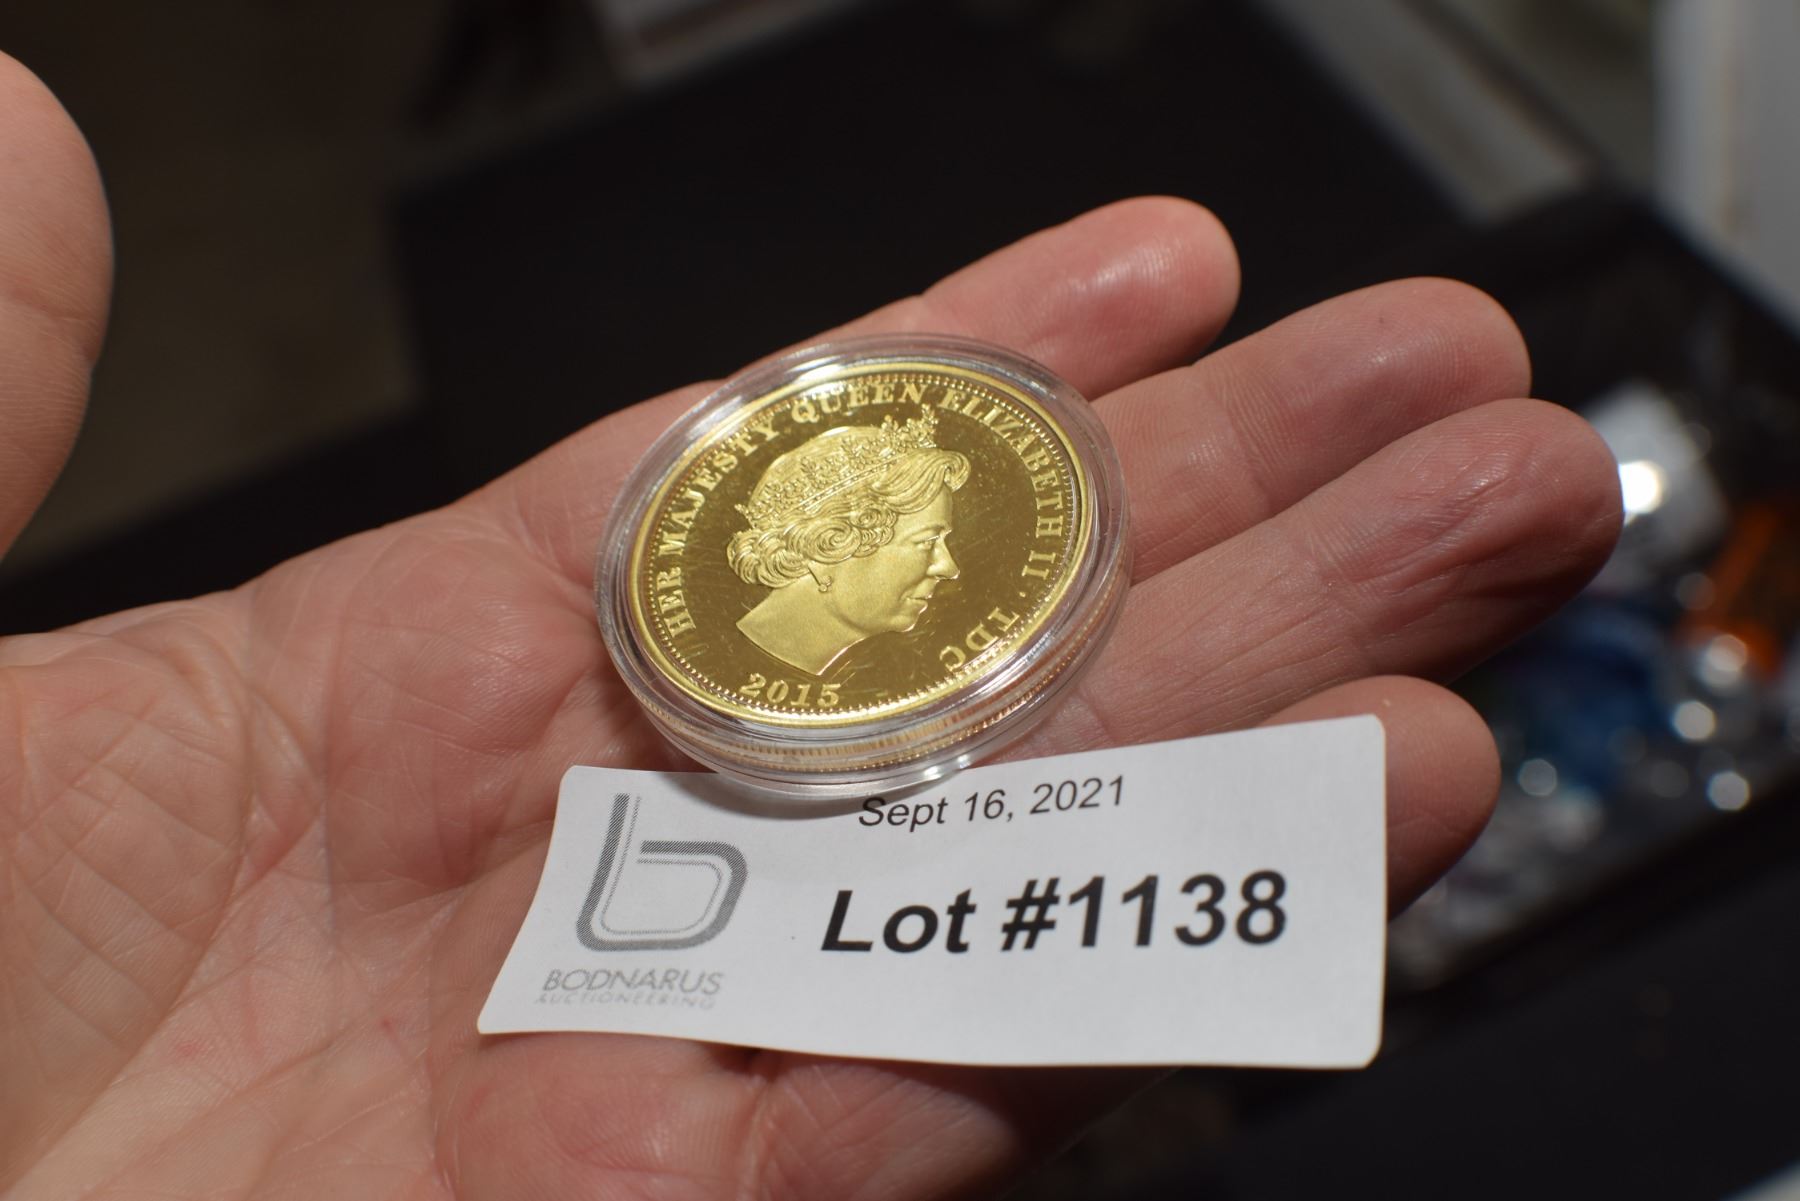 HER MAJESTY QUEEN ELIZABETH II · TDC
2015
Sept 16, 2021
Lot #1138
BODNARUS
AUCTIONEERING